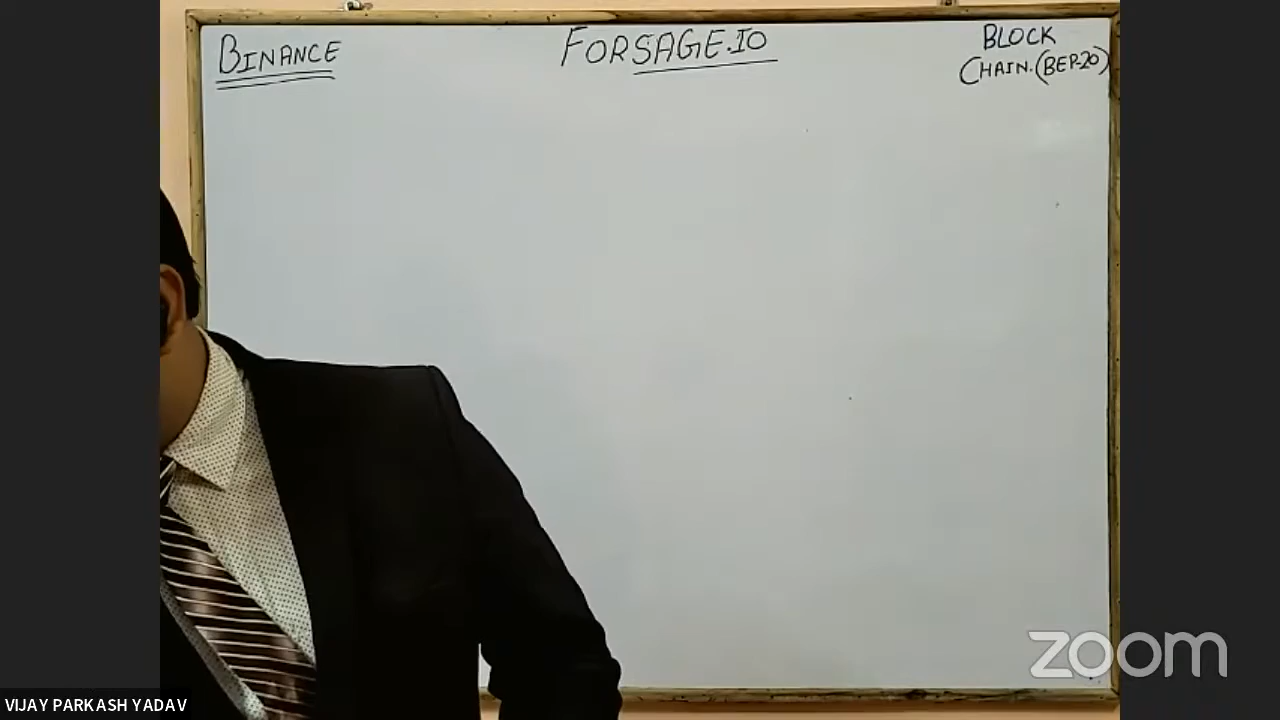 BINANCE
FORSAGE.IO
BLOCK
CHAIN.(BEP-20)
zoom
VIJAY PARKASH YADAV